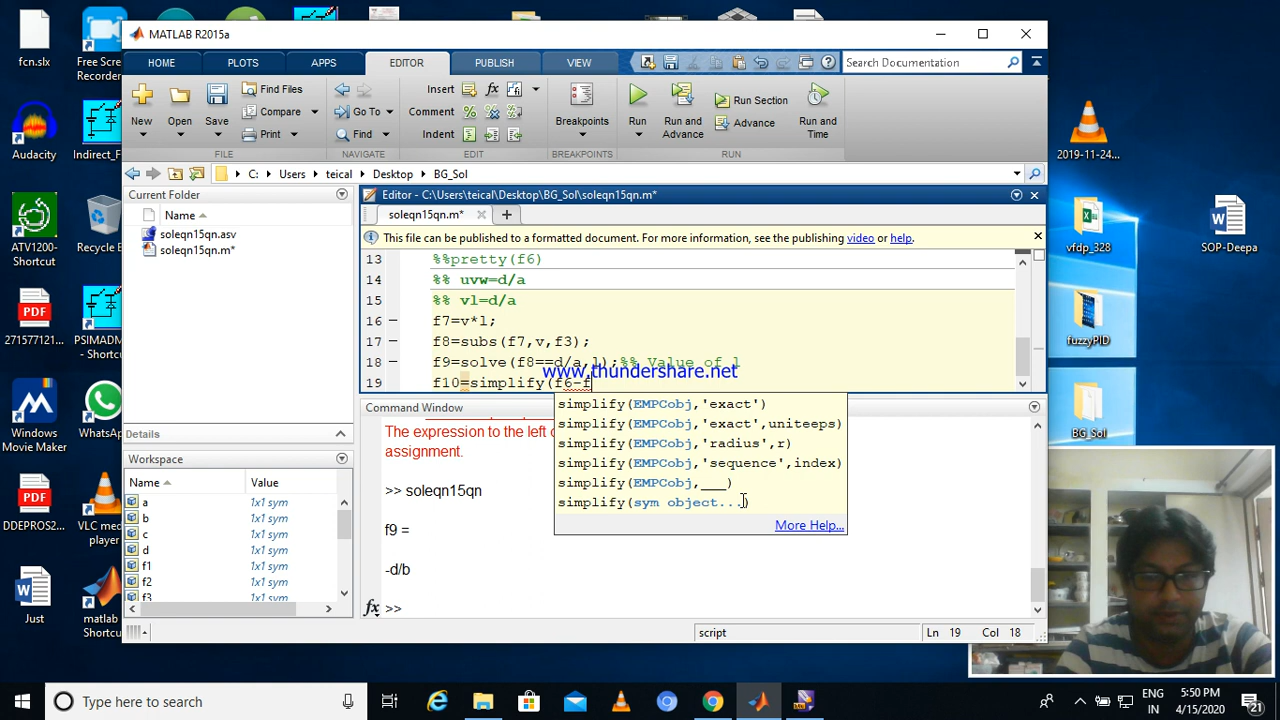 fcn.slx
Free Scre
Recorder
Audacity
Indirect_F
ATV1200-
Shortcut
Recycle B
271577121
PSIMADM
- Shortcu
Windows
Movie Maker
WhatsAp
DDEPRO5
VLC med
player
Just
matlab
Shortcut
2019-11-24...
vfdp_328
SOP-Deepa
fuzzyPID
BG_Sol
MATLAB R2015a
HOME
PLOTS
APPS
EDITOR
PUBLISH
VIEW
Search Documentation
New
Open
Save
Find Files
Compare
Print
FILE
Go To
Find
NAVIGATE
Insert
fx
Comment
Indent
EDIT
Breakpoints
BREAKPOINTS
Run
Run and
Advance
Run Section
Advance
Run and
Time
RUN
C: Users teical Desktop BG_Sol
Current Folder
Name
soleqn15qn.asv
soleqn15qn.m*
Details
Workspace
Name Value
a 1x1 sym
b 1x1 sym
c 1x1 sym
d 1x1 sym
f1 1x1 sym
f2 1x1 sym
f3 1x1 sym
Editor - C:\Users\teical\Desktop\BG_Sol\soleqn15qn.m*
soleqn15qn.m*
This file can be published to a formatted document. For more information, see the publishing video or help.
13 %%pretty(f6)
14 %% uvw=d/a
15 %% vl=d/a
16 f7=v*l;
17 f8=subs(f7,v,f3);
18 f9=solve(f8==d/a,l);%% Value of l
www.thundershare.net
19 f10=simplify(f6-f
simplify(EMPCobj,'exact')
simplify(EMPCobj,'exact',uniteeps)
simplify(EMPCobj,'radius',r)
simplify(EMPCobj,'sequence',index)
simplify(EMPCobj,___)
simplify(sym object...)
More Help...
Command Window
The expression to the left
assignment.
>> soleqn15qn
f9 =
-d/b
fx >>
script
Ln 19 Col 18
Type here to search
ENG
IN
5:50 PM
4/15/2020
21